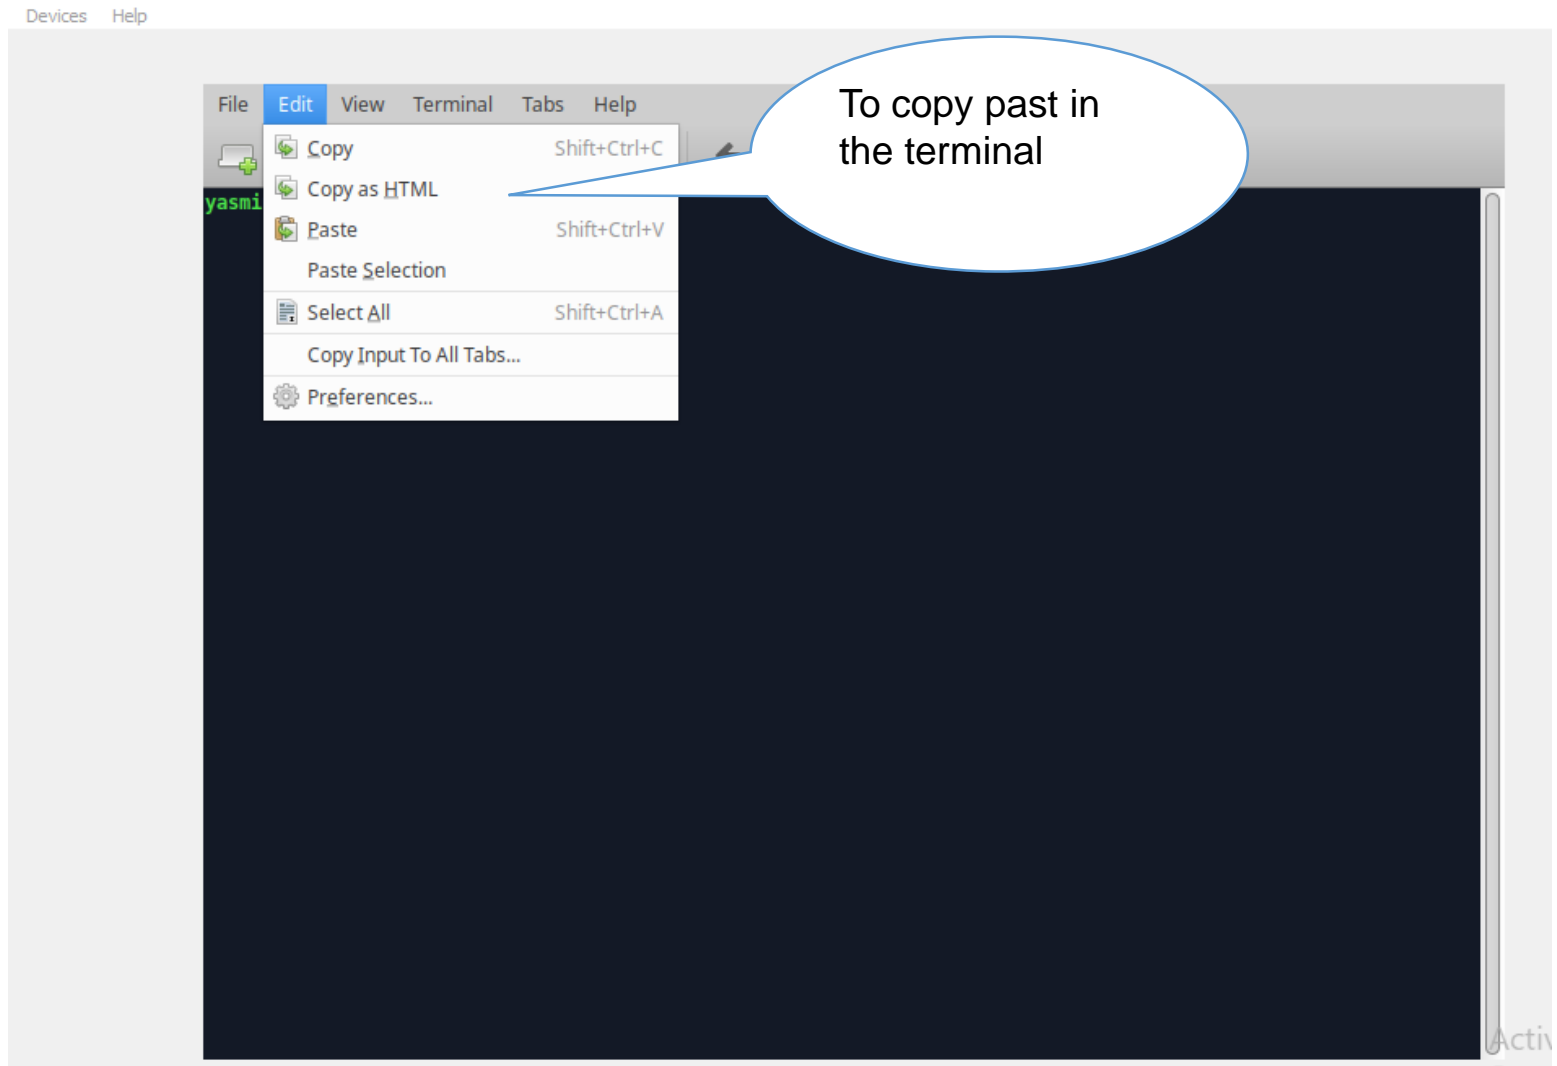 Devices Help
File Edit View Terminal Tabs Help
To copy past in
the terminal
Copy Shift+Ctrl+C
Copy as HTML
Paste Shift+Ctrl+V
Paste Selection
Select All Shift+Ctrl+A
Copy Input To All Tabs...
Preferences...
yasmi
Activ